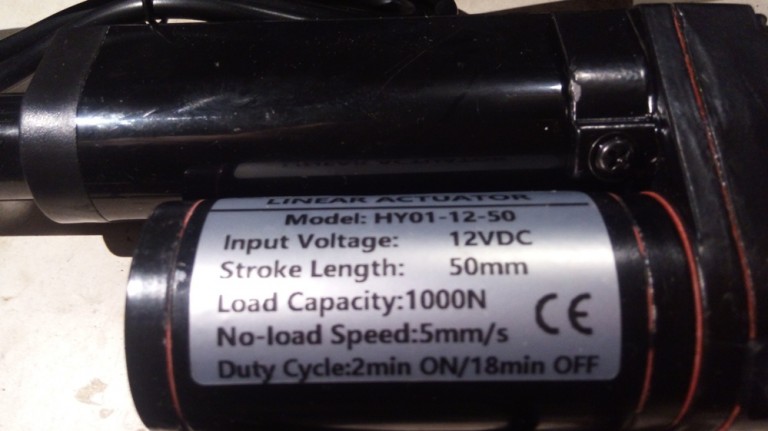 LINEAR ACTUATOR
Model: HY01-12-50
Input Voltage: 12VDC
Stroke Length: 50mm
Load Capacity:1000N
No-load Speed:5mm/s
CE
Duty Cycle:2min ON/18min OFF